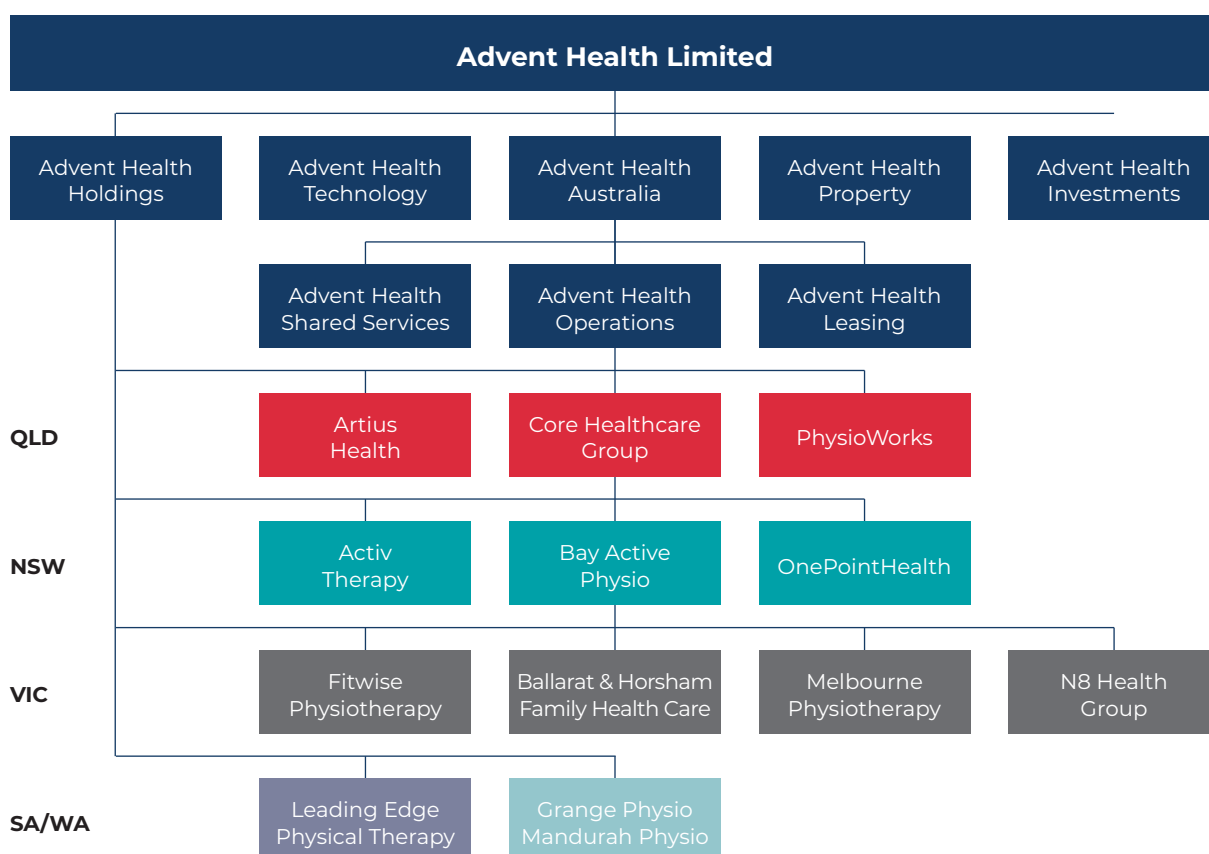 Advent Health Limited
Advent Health
Holdings
Advent Health
Technology
Advent Health
Australia
Advent Health
Property
Advent Health
Investments
Advent Health
Shared Services
Advent Health
Operations
Advent Health
Leasing
QLD
Artius
Health
Core Healthcare
Group
PhysioWorks
NSW
Activ
Therapy
Bay Active
Physio
OnePointHealth
VIC
Fitwise
Physiotherapy
Ballarat & Horsham
Family Health Care
Melbourne
Physiotherapy
N8 Health
Group
SA/WA
Leading Edge
Physical Therapy
Grange Physio
Mandurah Physio